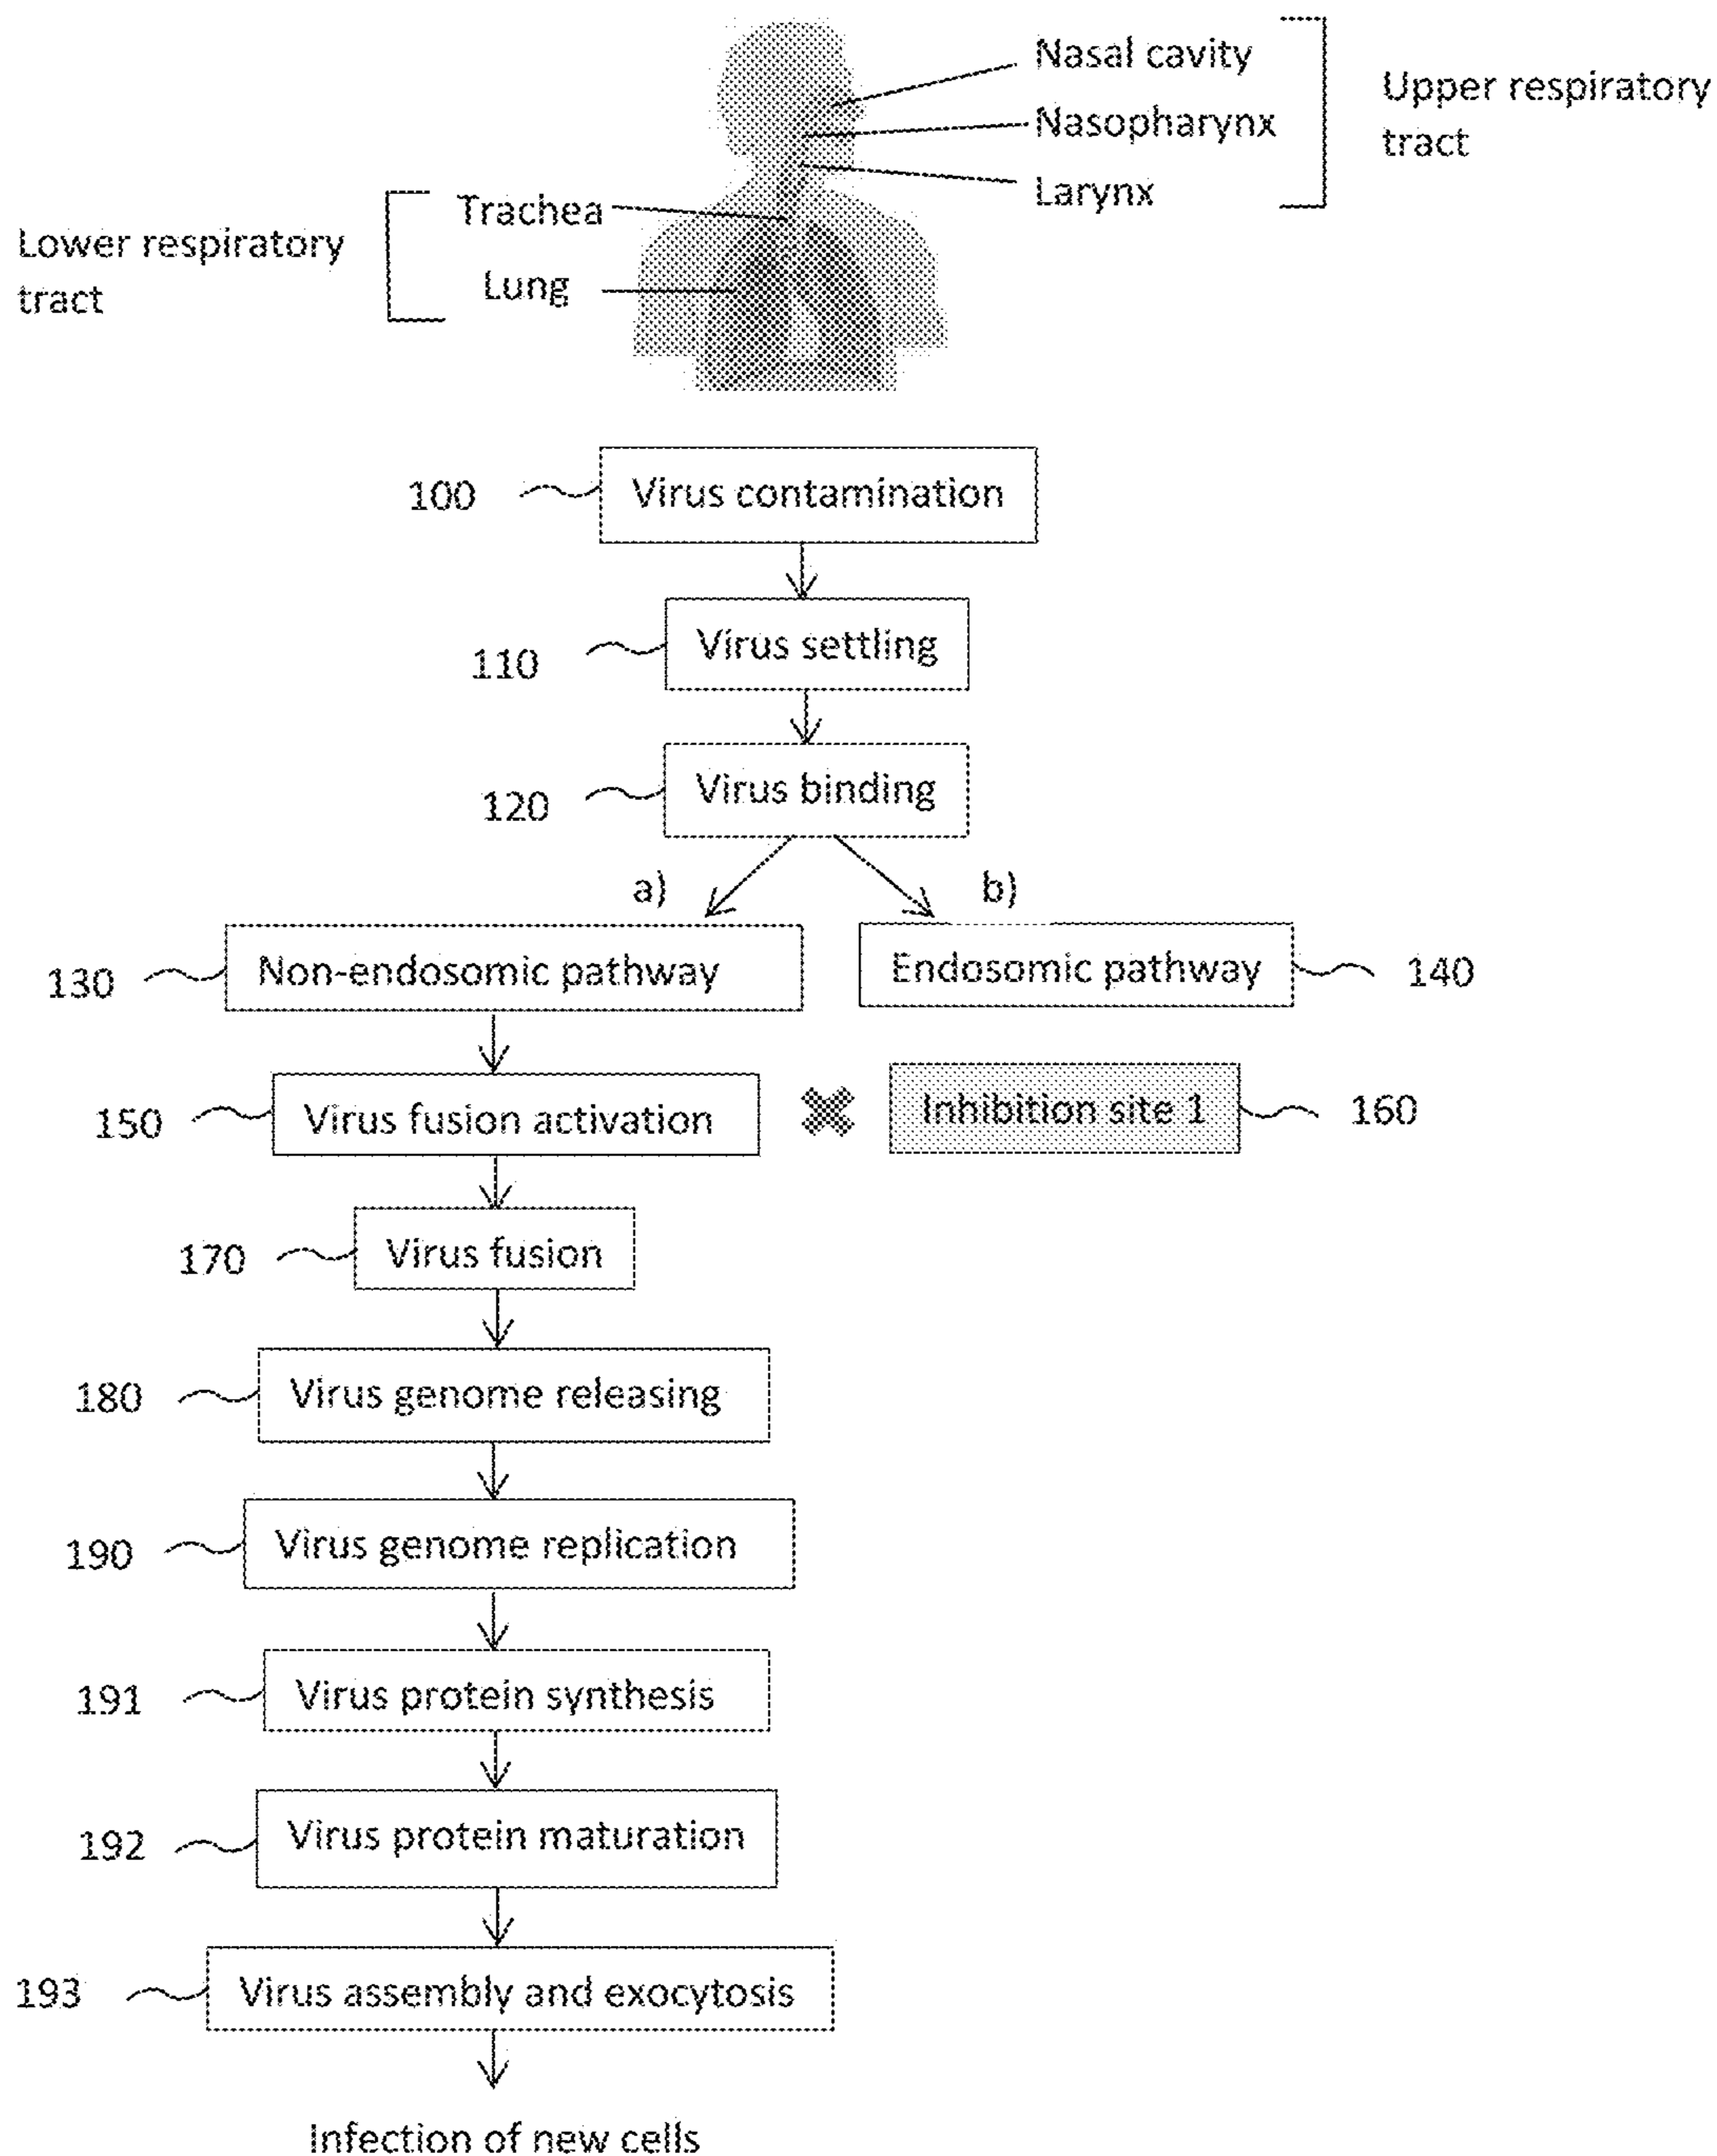 Nasal cavity
Nasopharynx
Larynx
Upper respiratory
tract
Trachea
Lung
Lower respiratory
tract
100
Virus contamination
110
Virus settling
120
Virus binding
a)
b)
130
Non-endosomic pathway
Endosomic pathway
140
150
Virus fusion activation
Inhibition site 1
160
170
Virus fusion
180
Virus genome releasing
190
Virus genome replication
191
Virus protein synthesis
192
Virus protein maturation
193
Virus assembly and exocytosis
Infection of new cells